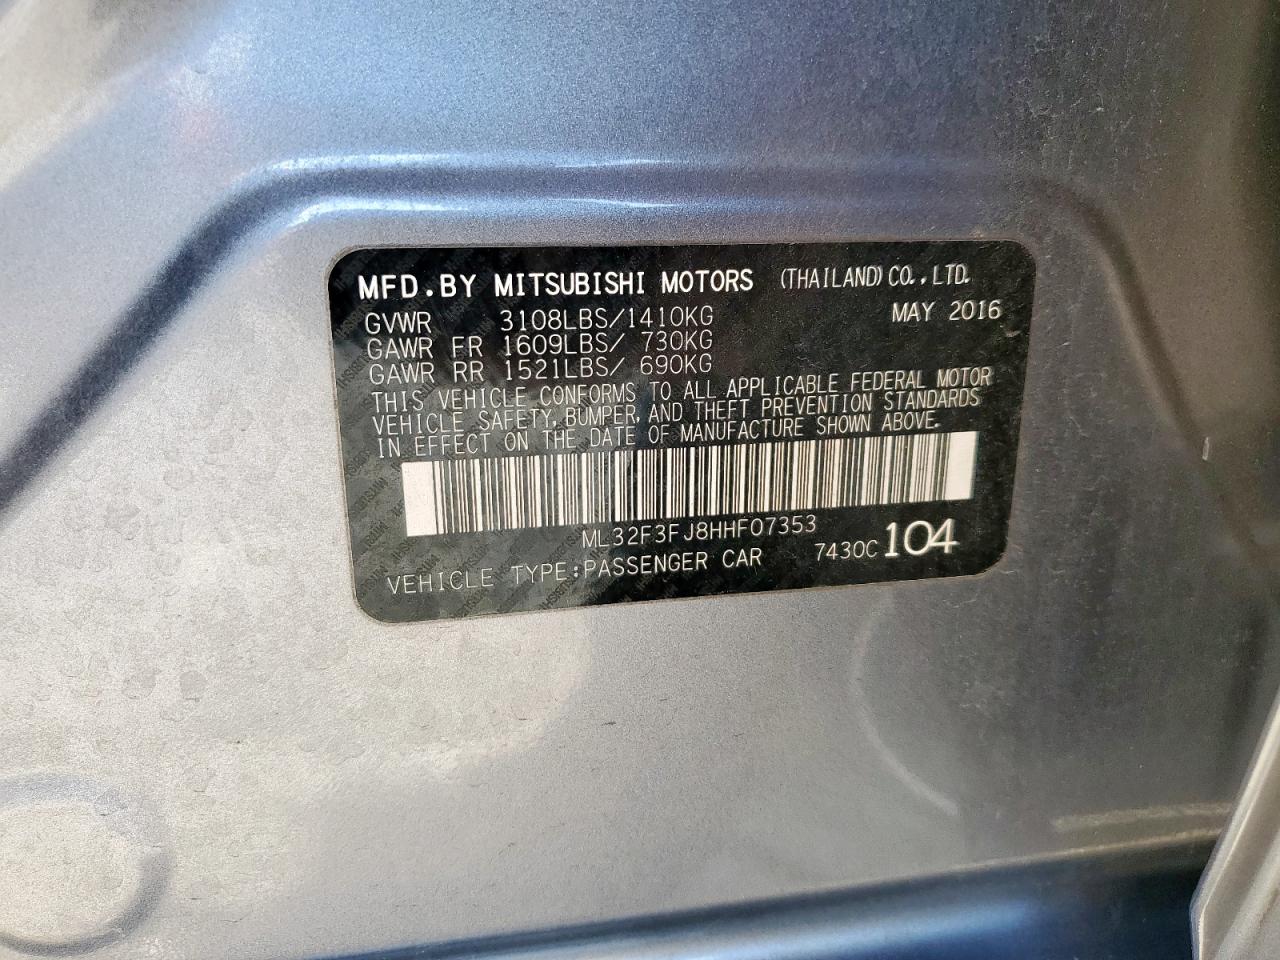 MFD.BY MITSUBISHI MOTORS (THAILAND) CO., LTD.
GVWR 3108LBS/1410KG MAY 2016
GAWR FR 1609LBS/ 730KG
GAWR RR 1521LBS/ 690KG
THIS VEHICLE CONFORMS TO ALL APPLICABLE FEDERAL MOTOR
VEHICLE SAFETY, BUMPER, AND THEFT PREVENTION STANDARDS
IN EFFECT ON THE DATE OF MANUFACTURE SHOWN ABOVE.
ML32F3FJ8HHF07353
VEHICLE TYPE:PASSENGER CAR 7430C 104